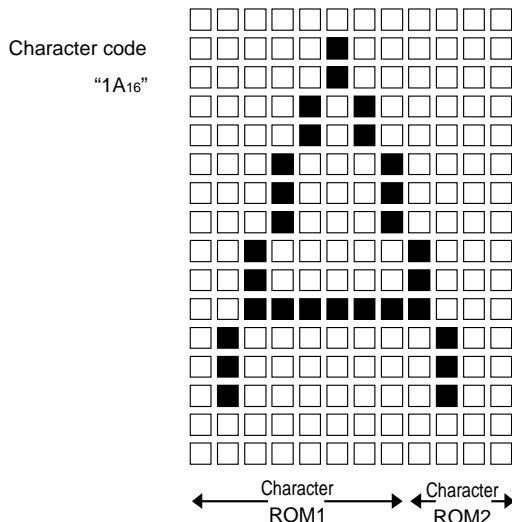 Character code
“1A₁₆”
Character
ROM1
Character
ROM2